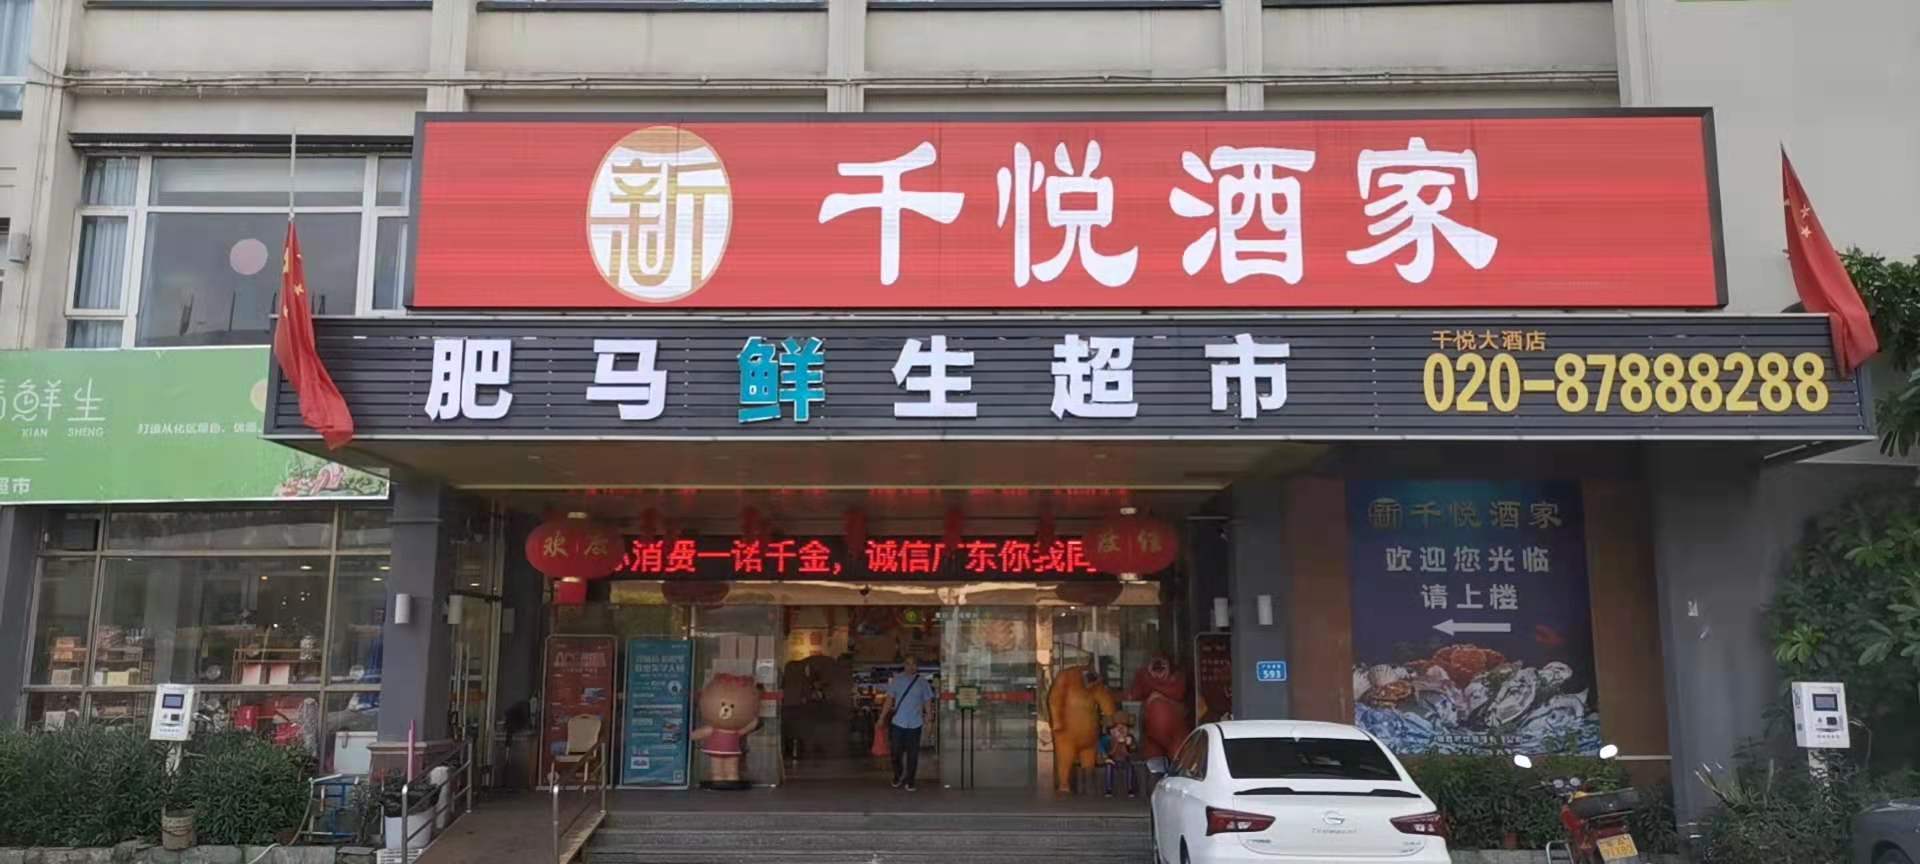 新 千悦酒家
肥马鲜生超市
千悦大酒店
020-87888288
鲜生
XIAN SHENG
超市
消费一诺千金，诚信广东你我同
新千悦酒家
欢迎您光临
请上楼
593